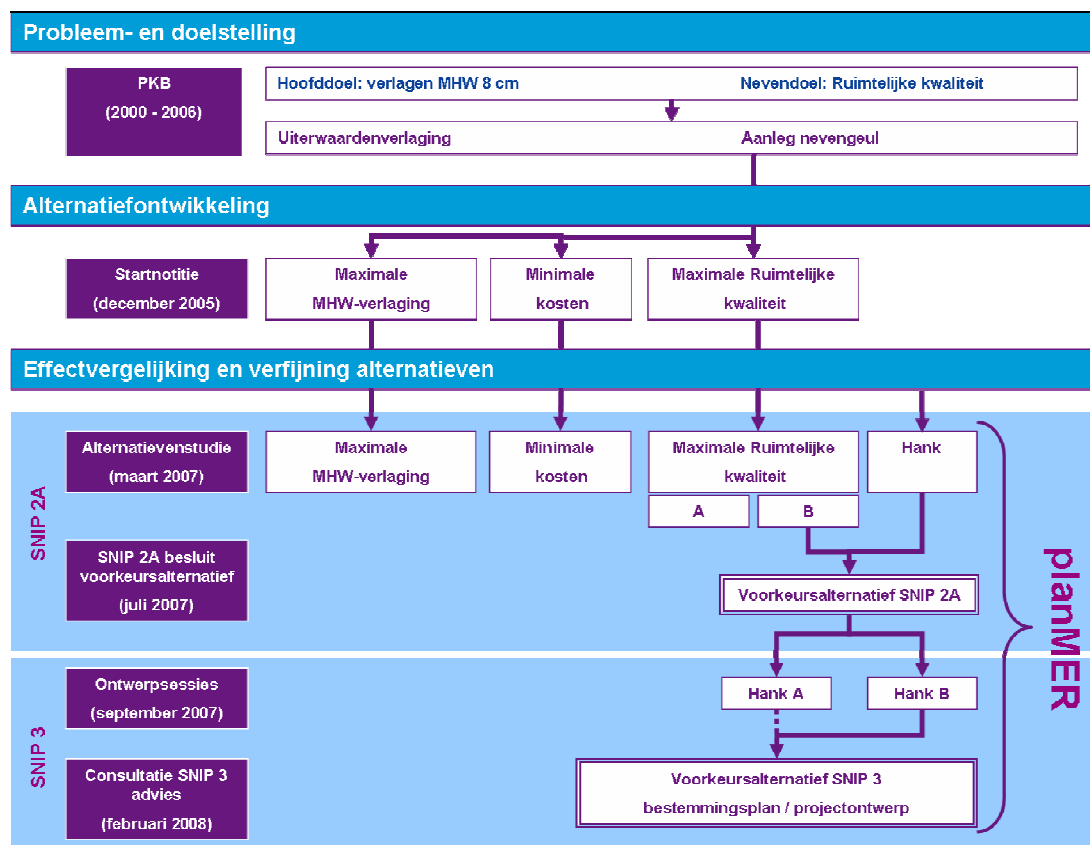 Probleem- en doelstelling
PKB
(2000 - 2006)
Hoofddoel: verlagen MHW 8 cm
Nevendoel: Ruimtelijke kwaliteit
Uiterwaardenverlaging
Aanleg nevengeul
Alternatiefontwikkeling
Startnotitie
(december 2005)
Maximale
MHW-verlaging
Minimale
kosten
Maximale Ruimtelijke
kwaliteit
Effectvergelijking en verfijning alternatieven
SNIP 2A
Alternatievenstudie
(maart 2007)
Maximale
MHW-verlaging
Minimale
kosten
Maximale Ruimtelijke
kwaliteit
Hank
A
B
SNIP 2A besluit
voorkeursalternatief
(juli 2007)
Voorkeursalternatief SNIP 2A
planMER
SNIP 3
Ontwerpsessies
(september 2007)
Hank A
Hank B
Consultatie SNIP 3
advies
(februari 2008)
Voorkeursalternatief SNIP 3
bestemmingsplan / projectontwerp